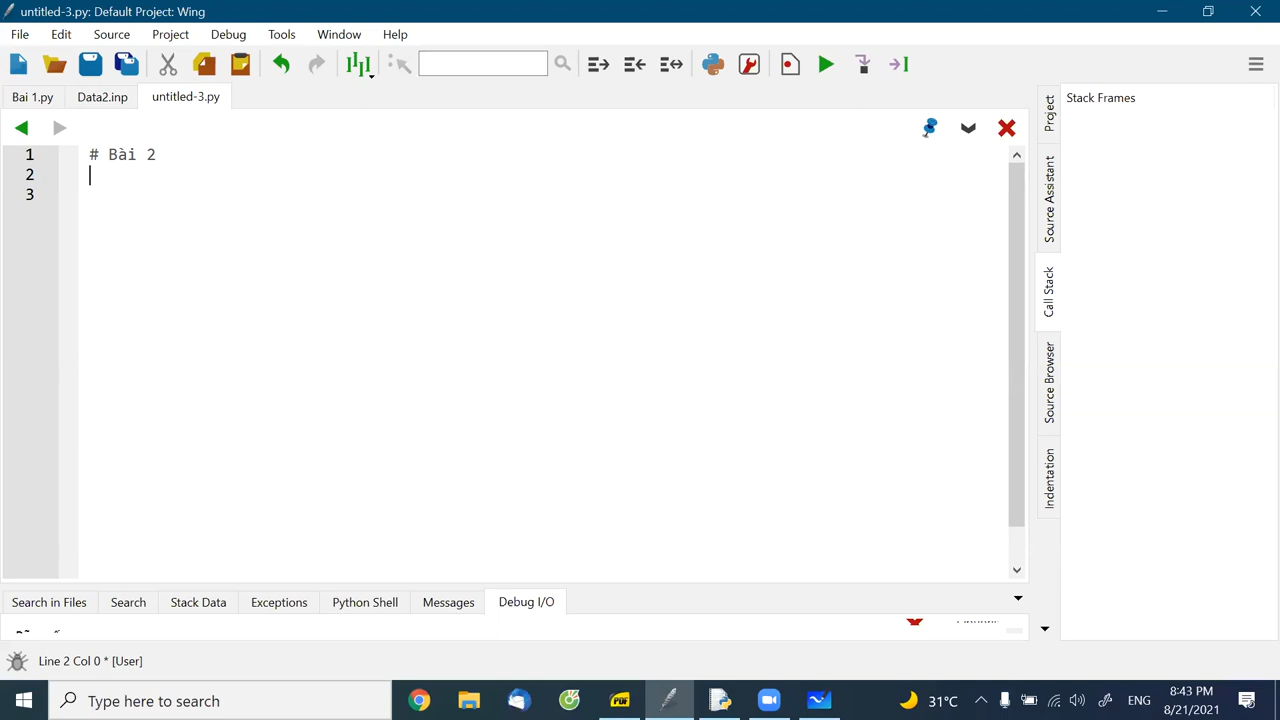 untitled-3.py: Default Project: Wing
File Edit Source Project Debug Tools Window Help
Bai 1.py Data2.inp untitled-3.py
Stack Frames
1 # Bài 2
2
3
Project
Source Assistant
Call Stack
Source Browser
Indentation
Search in Files Search Stack Data Exceptions Python Shell Messages Debug I/O
Line 2 Col 0 * [User]
Type here to search
PDF
31°C
ENG
8:43 PM
8/21/2021